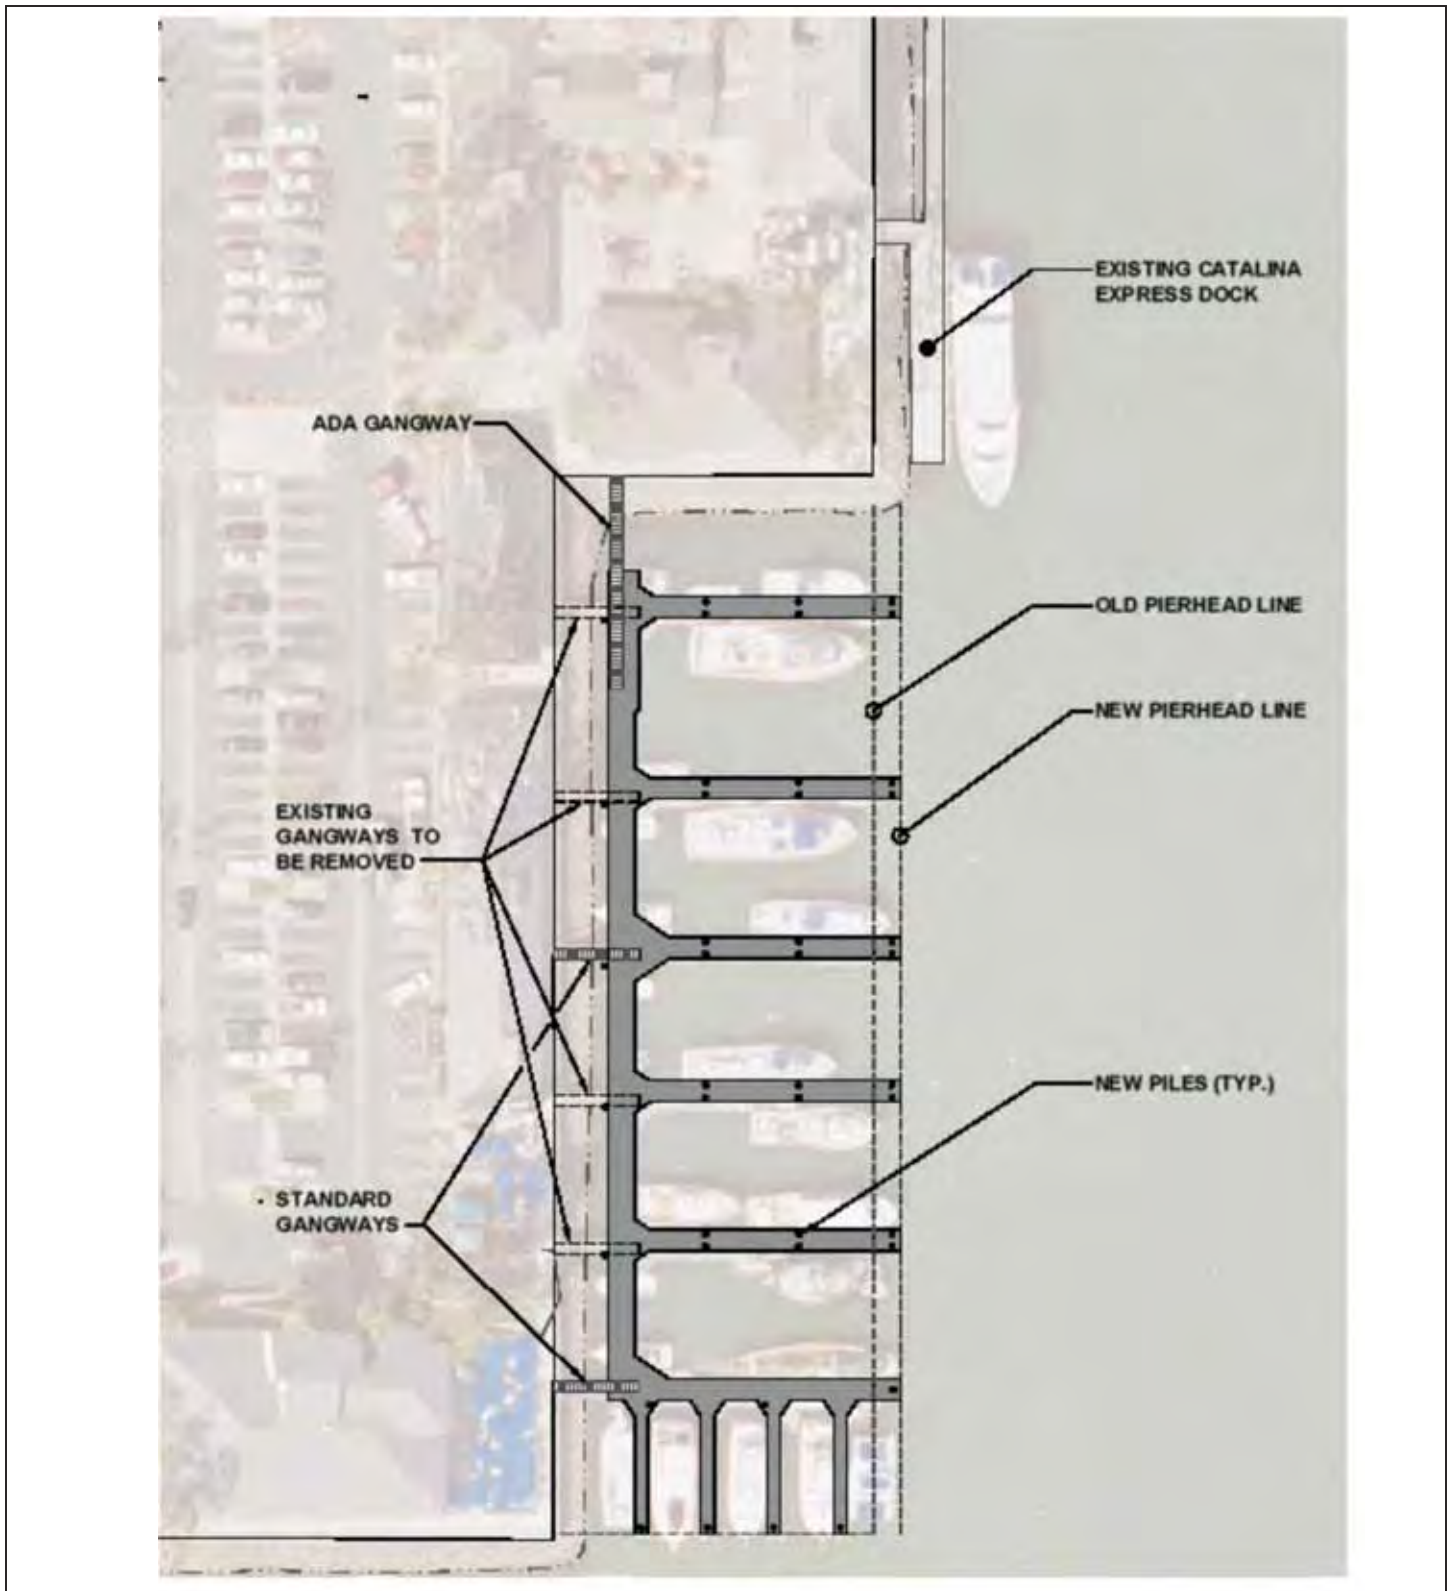 EXISTING CATALINA
EXPRESS DOCK
ADA GANGWAY
OLD PIERHEAD LINE
NEW PIERHEAD LINE
EXISTING
GANGWAYS TO
BE REMOVED
NEW PILES (TYP.)
STANDARD
GANGWAYS